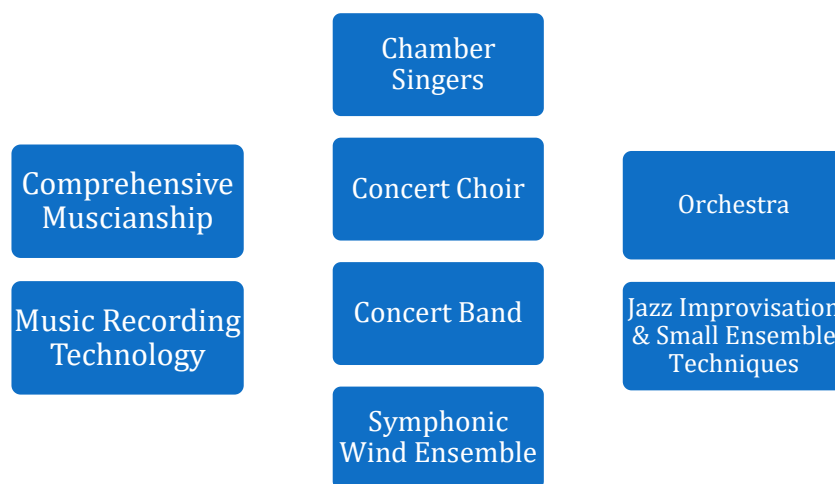 Chamber
Singers
Comprehensive
Muscianship
Concert Choir
Orchestra
Music Recording
Technology
Concert Band
Jazz Improvisation
& Small Ensemble
Techniques
Symphonic
Wind Ensemble